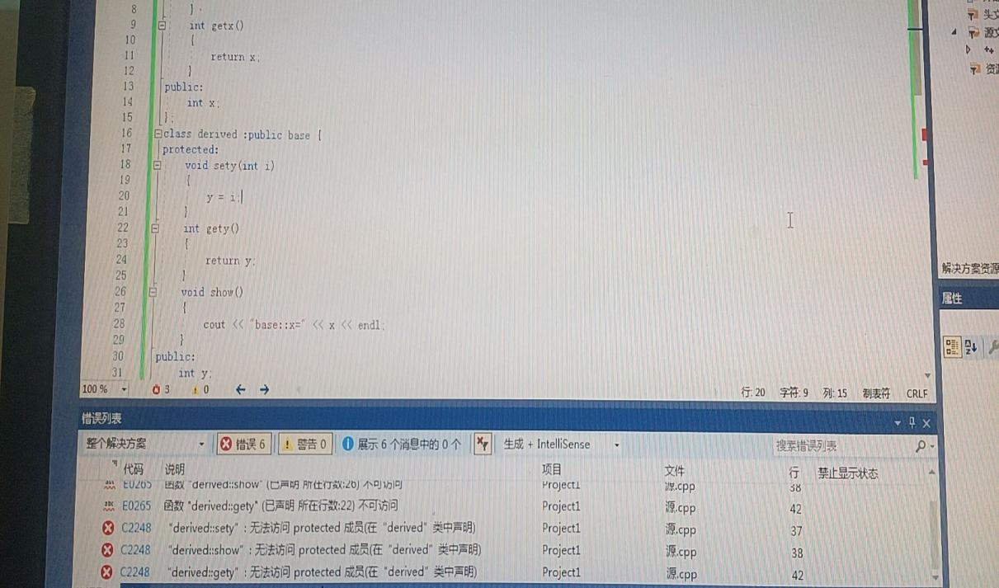 8 }
9 int getx()
10 {
11 return x;
12 }
13 public:
14 int x;
15 };
16 class derived :public base {
17 protected:
18 void sety(int i)
19 {
20 y = i;
21 }
22 int gety()
23 {
24 return y;
25 }
26 void show()
27 {
28 cout << "base::x=" << x << endl;
29 }
30 public:
31 int y;
头文
源文
++
资源
解决方案资源
属性
100 % 3 0 行: 20 字符: 9 列: 15 制表符 CRLF
错误列表
整个解决方案 错误 6 警告 0 展示 6 个消息中的 0 个 生成 + IntelliSense 搜索错误列表
代码 说明 项目 文件 行 禁止显示状态
abc E0265 函数 "derived::show" (已声明 所在行数:26) 不可访问 Project1 源.cpp 38
abc E0265 函数 "derived::gety" (已声明 所在行数:22) 不可访问 Project1 源.cpp 42
C2248 "derived::sety" : 无法访问 protected 成员(在 "derived" 类中声明) Project1 源.cpp 37
C2248 "derived::show" : 无法访问 protected 成员(在 "derived" 类中声明) Project1 源.cpp 38
C2248 "derived::gety" : 无法访问 protected 成员(在 "derived" 类中声明) Project1 源.cpp 42